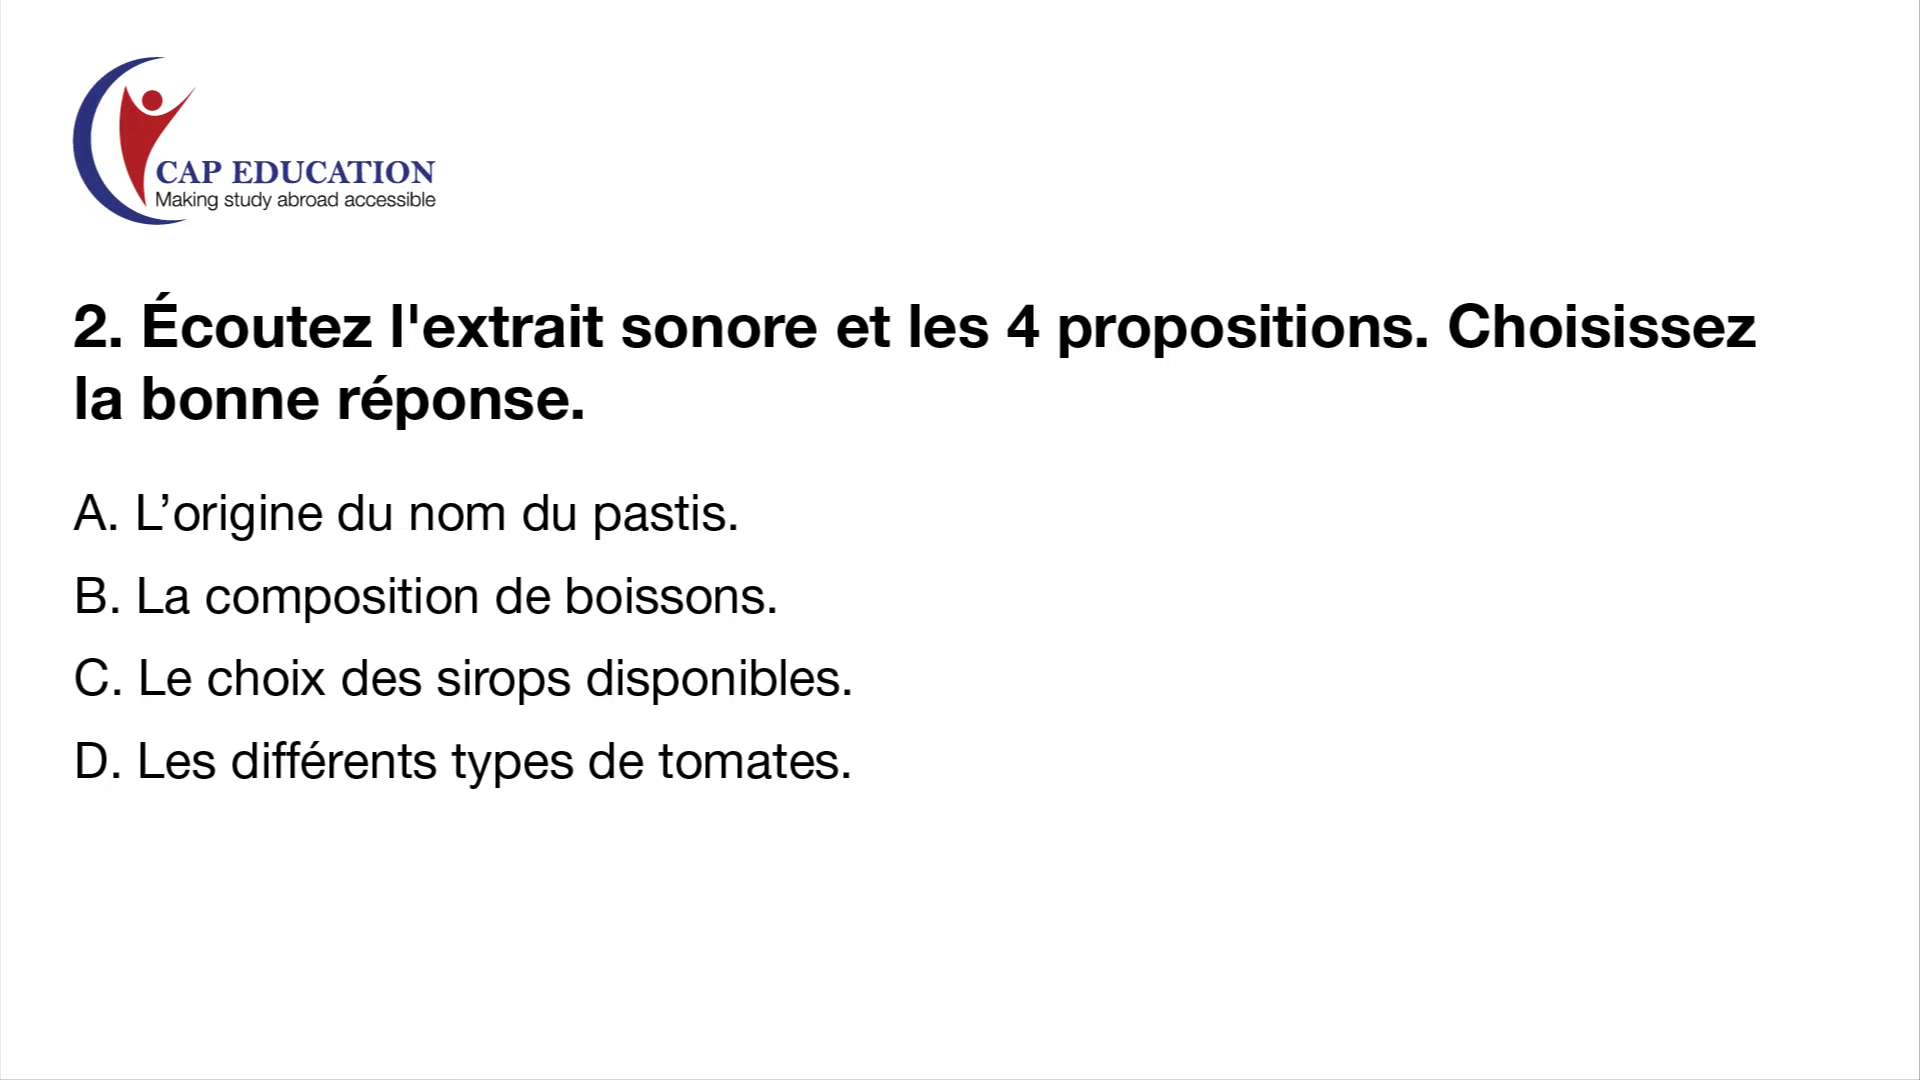 CAP EDUCATION
Making study abroad accessible
2. Écoutez l'extrait sonore et les 4 propositions. Choisissez
la bonne réponse.
A. L’origine du nom du pastis.
B. La composition de boissons.
C. Le choix des sirops disponibles.
D. Les différents types de tomates.